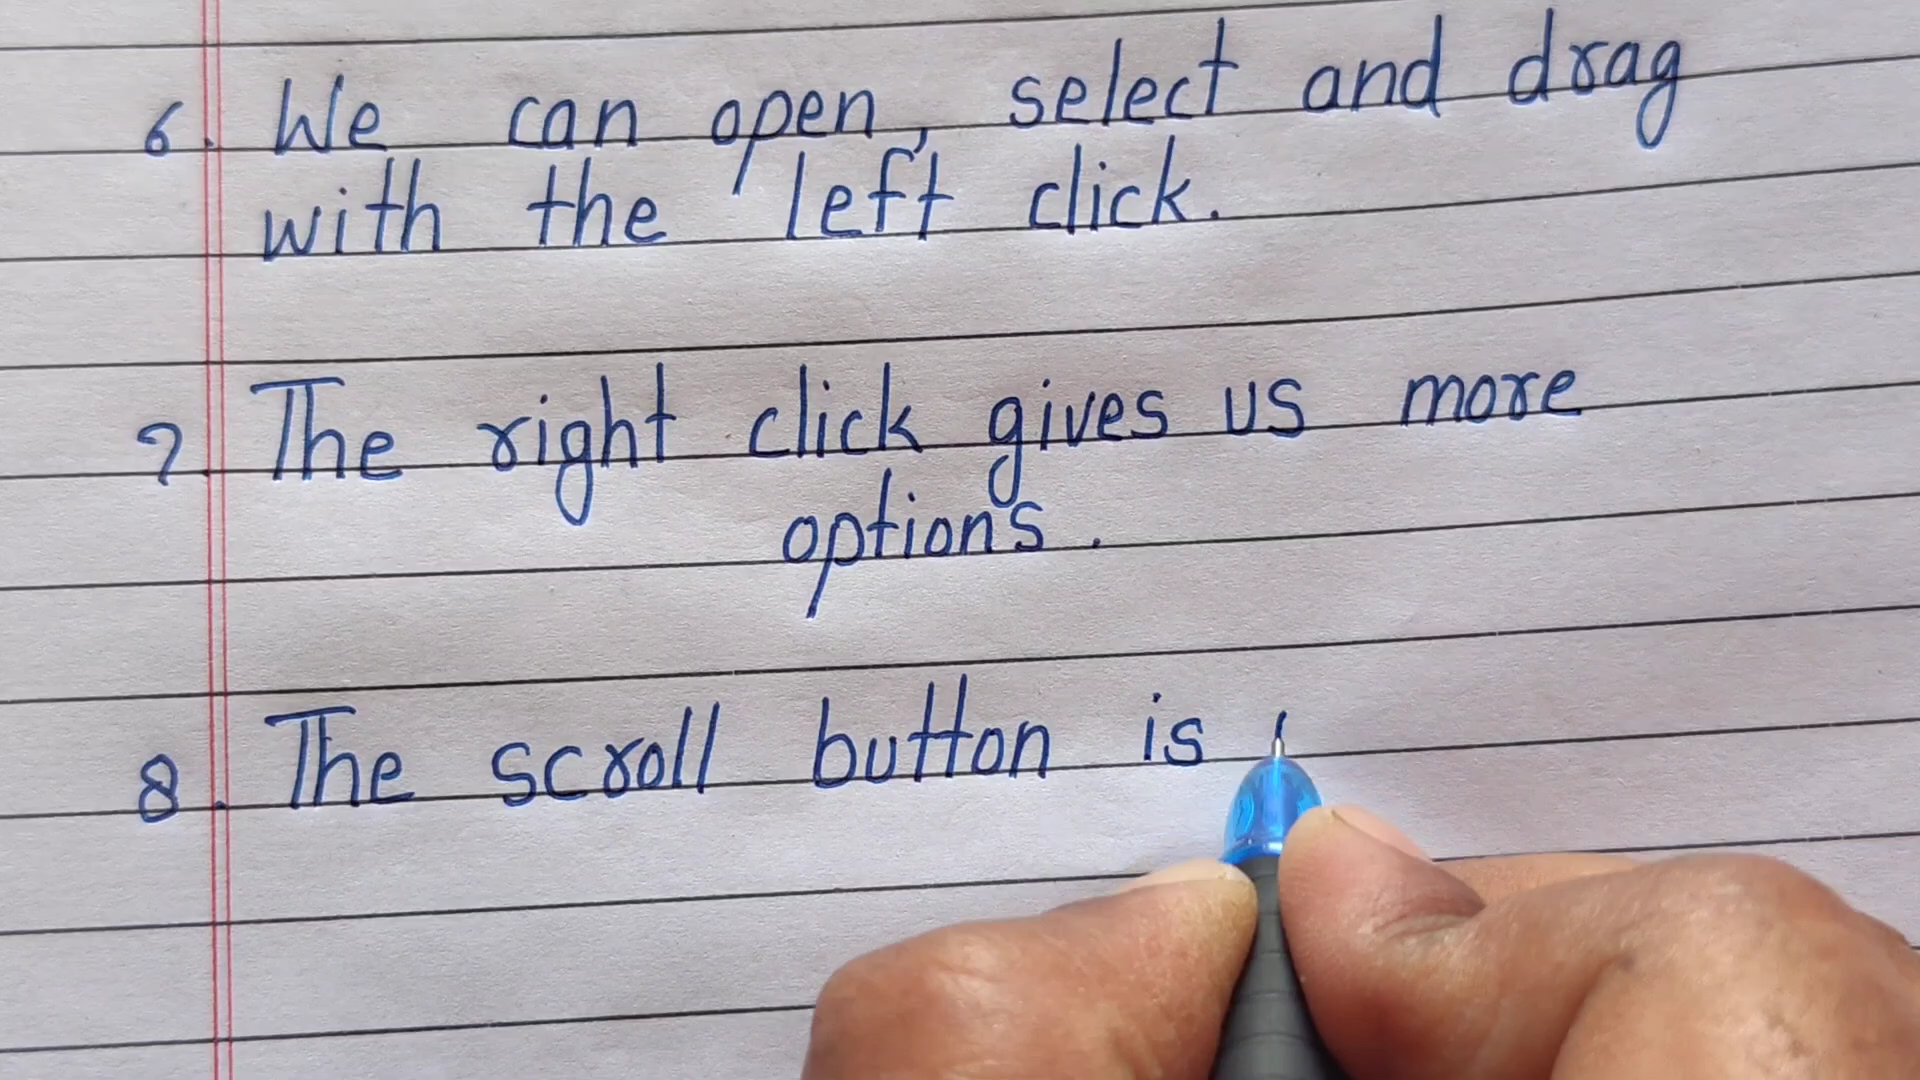 6. We can open, select and drag
with the left click.
7. The right click gives us more
options.
8. The scroll button is